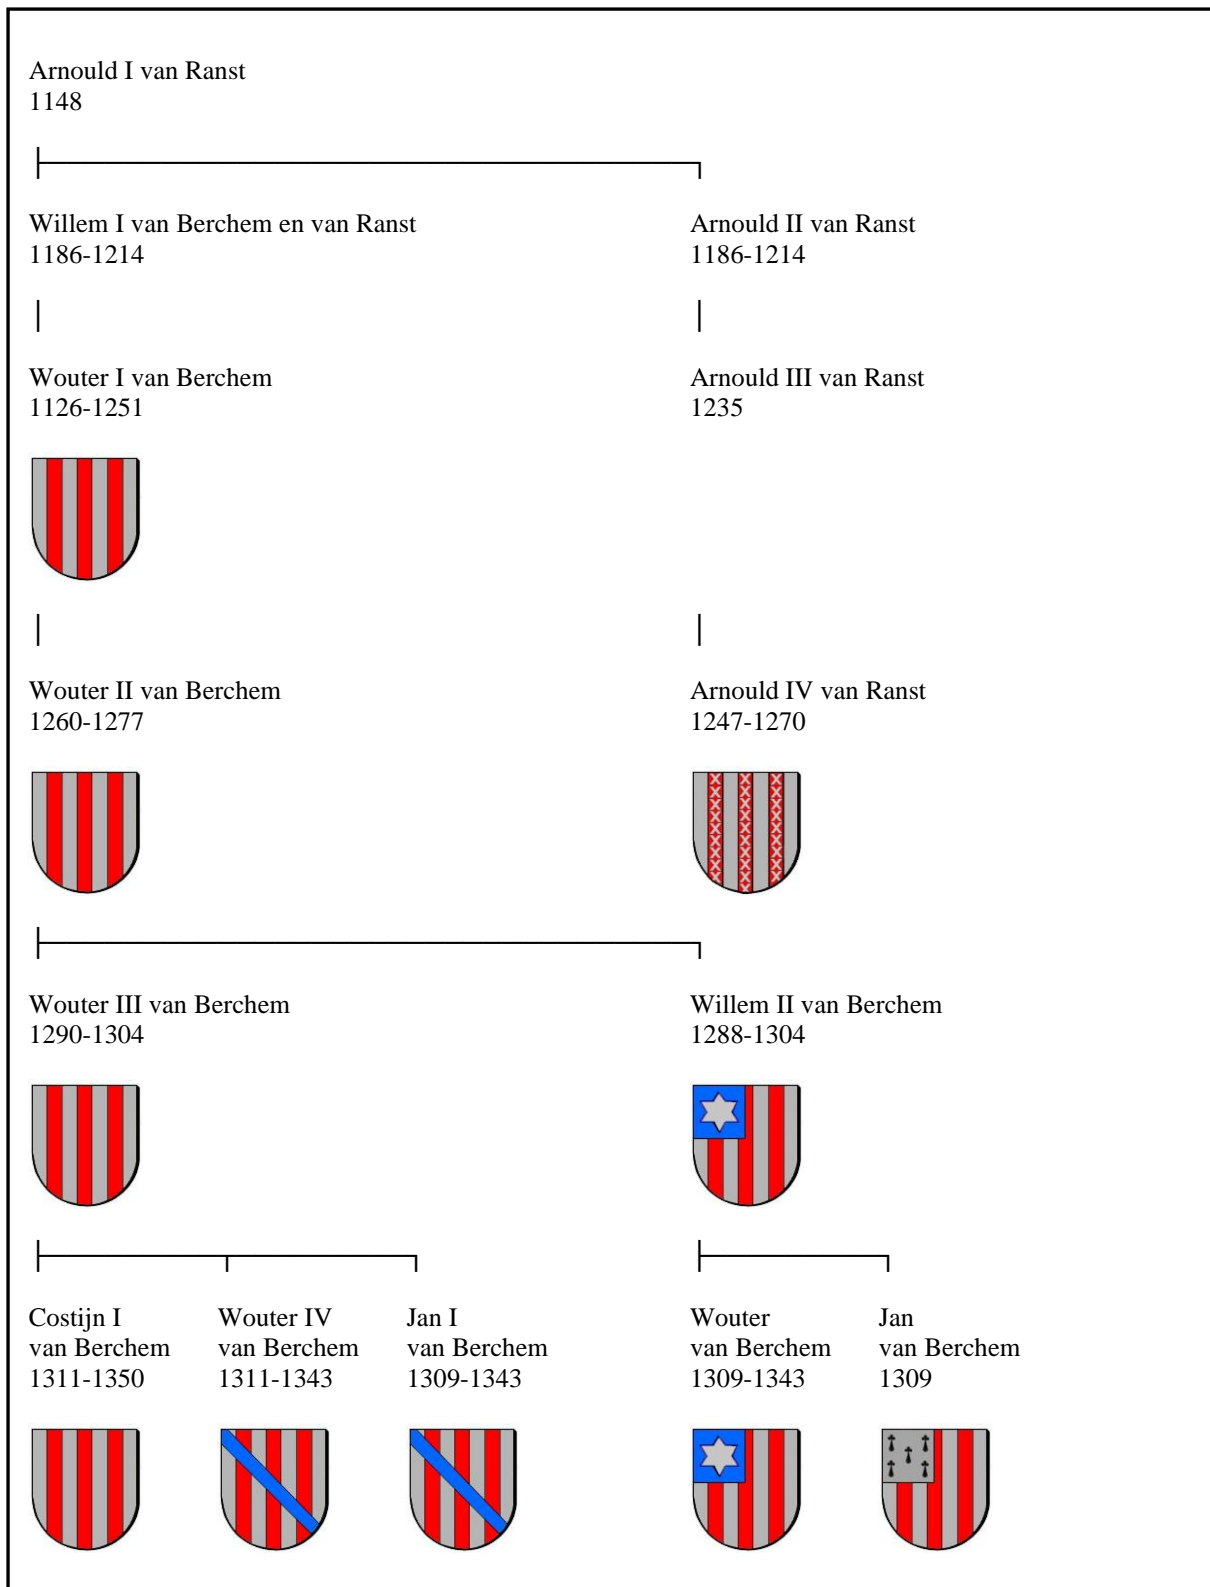 Arnould I van Ranst
1148
Willem I van Berchem en van Ranst
1186-1214
Arnould II van Ranst
1186-1214
Wouter I van Berchem
1126-1251
Arnould III van Ranst
1235
Wouter II van Berchem
1260-1277
Arnould IV van Ranst
1247-1270
Wouter III van Berchem
1290-1304
Willem II van Berchem
1288-1304
Costijn I
van Berchem
1311-1350
Wouter IV
van Berchem
1311-1343
Jan I
van Berchem
1309-1343
Wouter
van Berchem
1309-1343
Jan
van Berchem
1309